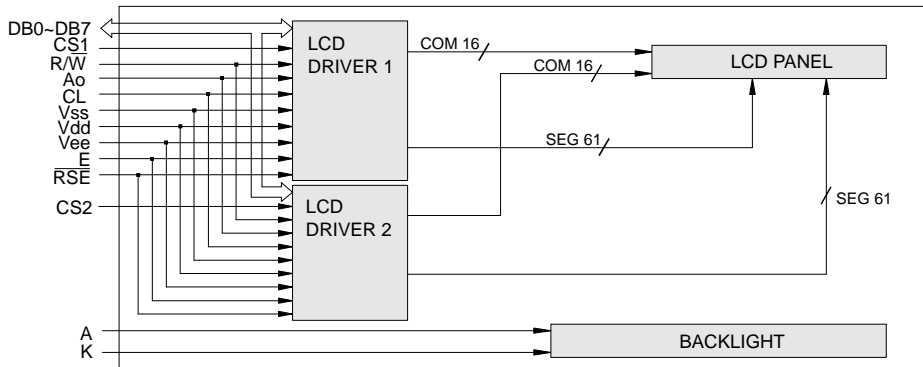 DB0~DB7
CS1
R/W̅
Ao
CL
Vss
Vdd
Vee
E
R̅S̅E̅
CS2
A
K
LCD
DRIVER 1
LCD
DRIVER 2
COM 16
COM 16
SEG 61
SEG 61
LCD PANEL
BACKLIGHT